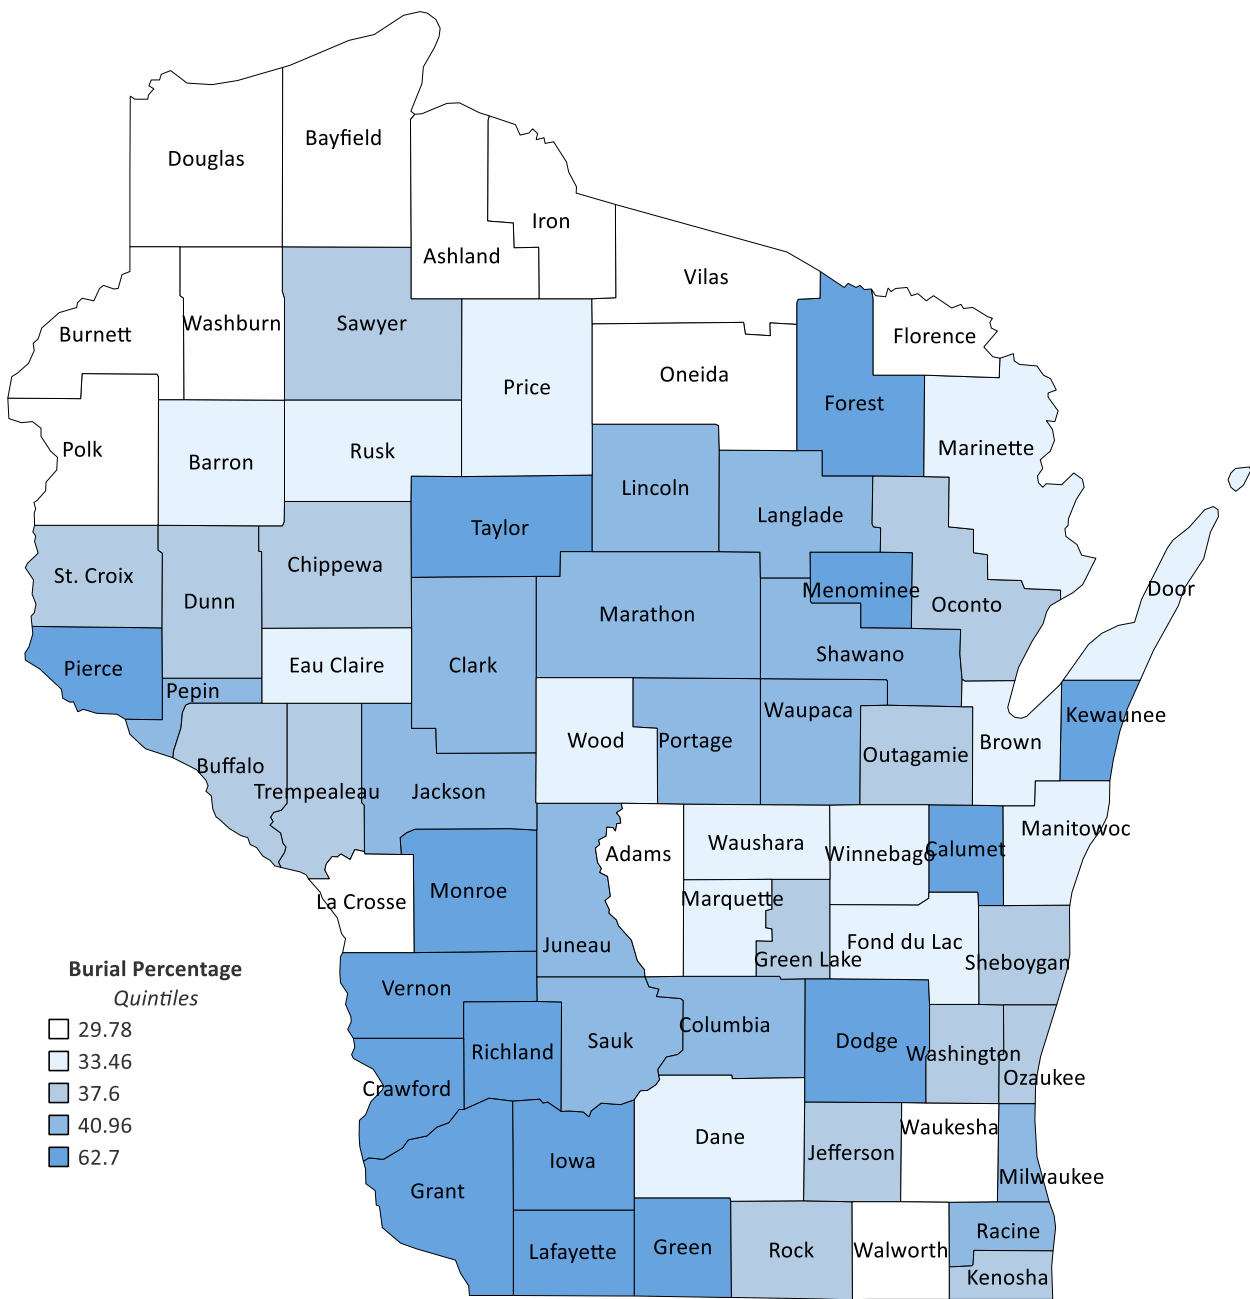 Bayfield
Douglas
Iron
Ashland
Vilas
Washburn
Sawyer
Burnett
Florence
Oneida
Price
Forest
Marinette
Polk
Rusk
Barron
Lincoln
Langlade
Taylor
Chippewa
St. Croix
Menominee
Door
Dunn
Oconto
Marathon
Shawano
Eau Claire
Clark
Pierce
Pepin
Waupaca
Kewaunee
Wood
Portage
Brown
Outagamie
Buffalo
Trempealeau
Jackson
Manitowoc
Waushara
Calumet
Winnebago
Adams
Monroe
Marquette
La Crosse
Fond du Lac
Juneau
Green Lake
Sheboygan
Burial Percentage
Quintiles
29.78
33.46
37.6
40.96
62.7
Vernon
Columbia
Sauk
Dodge
Richland
Washington
Ozaukee
Crawford
Waukesha
Dane
Jefferson
Iowa
Milwaukee
Grant
Racine
Green
Lafayette
Rock
Walworth
Kenosha